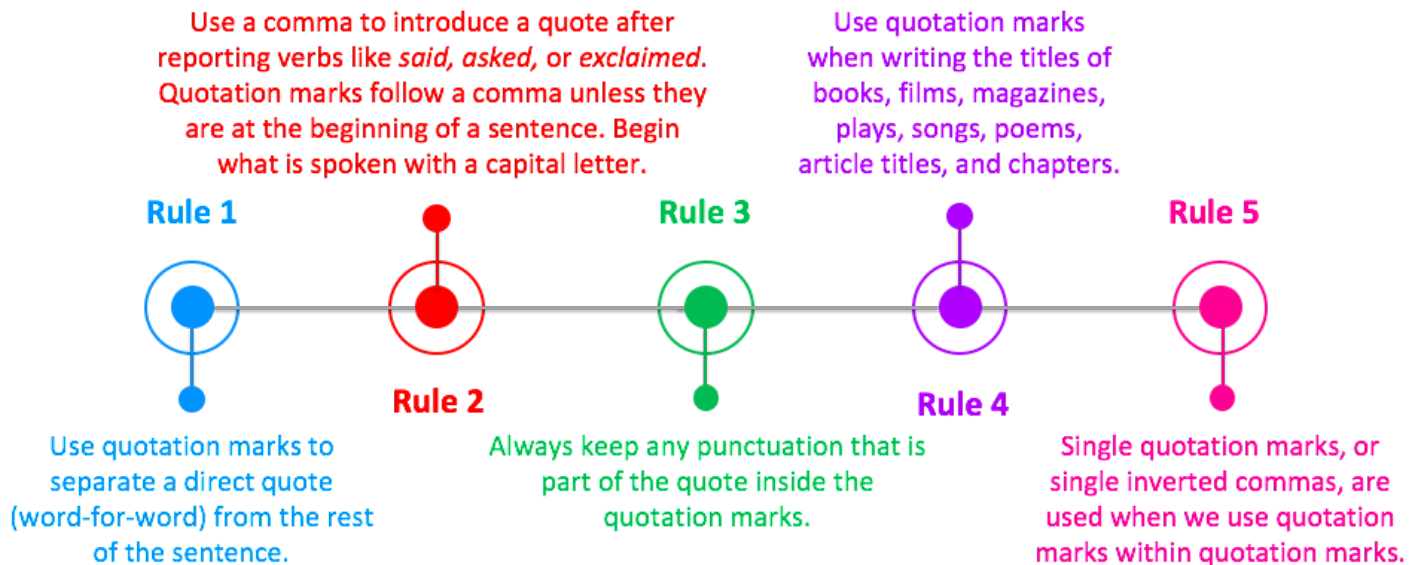 Rule 1
Use quotation marks to
separate a direct quote
(word-for-word) from the rest
of the sentence.
Use a comma to introduce a quote after
reporting verbs like said, asked, or exclaimed.
Quotation marks follow a comma unless they
are at the beginning of a sentence. Begin
what is spoken with a capital letter.
Rule 2
Rule 3
Always keep any punctuation that is
part of the quote inside the
quotation marks.
Use quotation marks
when writing the titles of
books, films, magazines,
plays, songs, poems,
article titles, and chapters.
Rule 4
Rule 5
Single quotation marks, or
single inverted commas, are
used when we use quotation
marks within quotation marks.